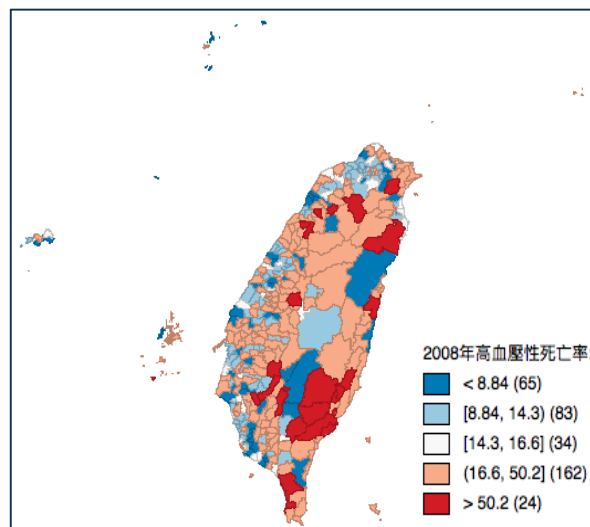 2008年高血壓性死亡率:
< 8.84 (65)
[8.84, 14.3) (83)
[14.3, 16.6] (34)
(16.6, 50.2] (162)
> 50.2 (24)